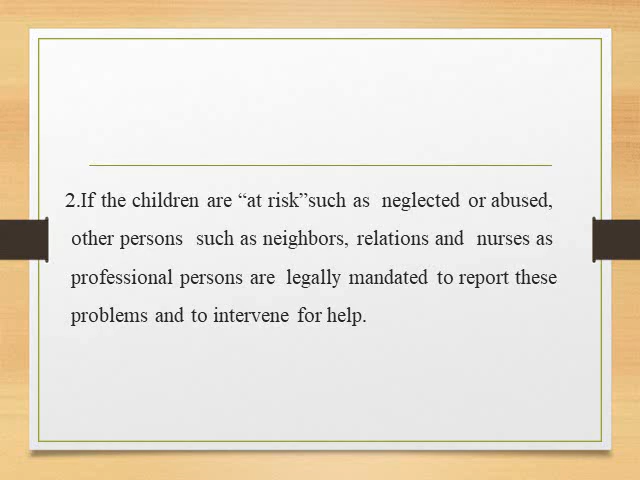 2.If the children are “at risk”such as neglected or abused,
other persons such as neighbors, relations and nurses as
professional persons are legally mandated to report these
problems and to intervene for help.